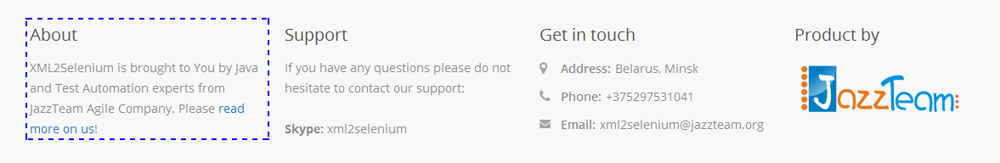 About
XML2Selenium is brought to You by Java
and Test Automation experts from
JazzTeam Agile Company. Please read
more on us!
Support
If you have any questions please do not
hesitate to contact our support:
Skype: xml2selenium
Get in touch
Address: Belarus, Minsk
Phone: +375297531041
Email: xml2selenium@jazzteam.org
Product by
JazzTeam